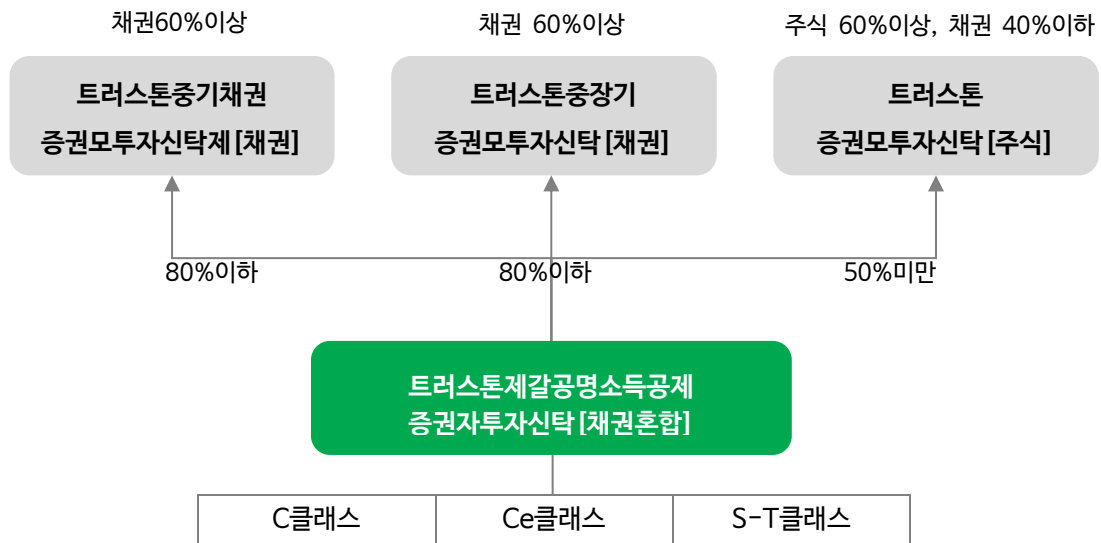 채권60%이상
채권 60%이상
주식 60%이상, 채권 40%이하
트러스톤중기채권
증권모투자신탁제[채권]
트러스톤중장기
증권모투자신탁[채권]
트러스톤
증권모투자신탁[주식]
80%이하
80%이하
50%미만
트러스톤제갈공명소득공제
증권자투자신탁[채권혼합]
C클래스
Ce클래스
S-T클래스